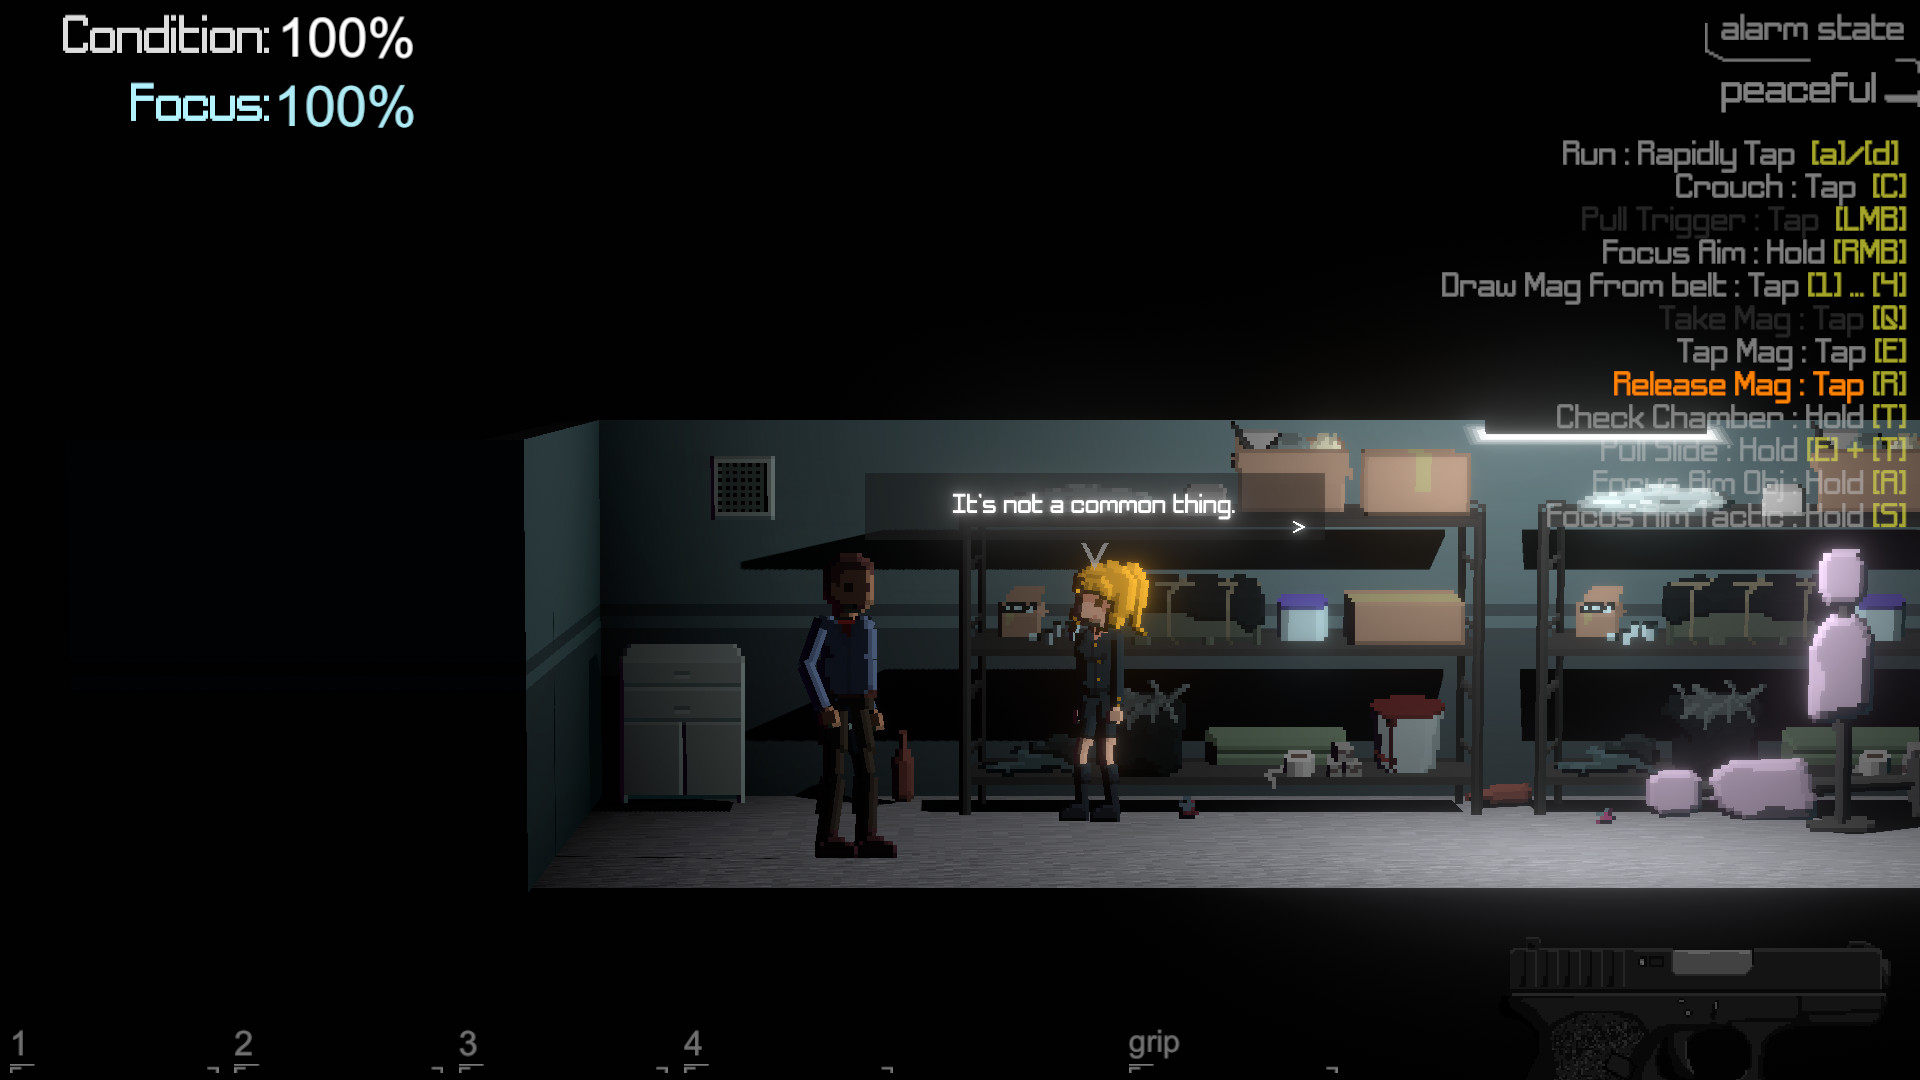 Condition: 100%
Focus: 100%
alarm state
peaceful
Run : Rapidly Tap [a]/[d]
Crouch : Tap [C]
Pull Trigger : Tap [LMB]
Focus Aim : Hold [RMB]
Draw Mag from belt : Tap [1] ... [4]
Take Mag : Tap [Q]
Tap Mag : Tap [E]
Release Mag : Tap [R]
Check Chamber : Hold [T]
Pull Slide : Hold [E] + [T]
Focus Aim Obj : Hold [A]
Focus Aim Tactic : Hold [S]
It's not a common thing.
>
1 2 3 4 grip